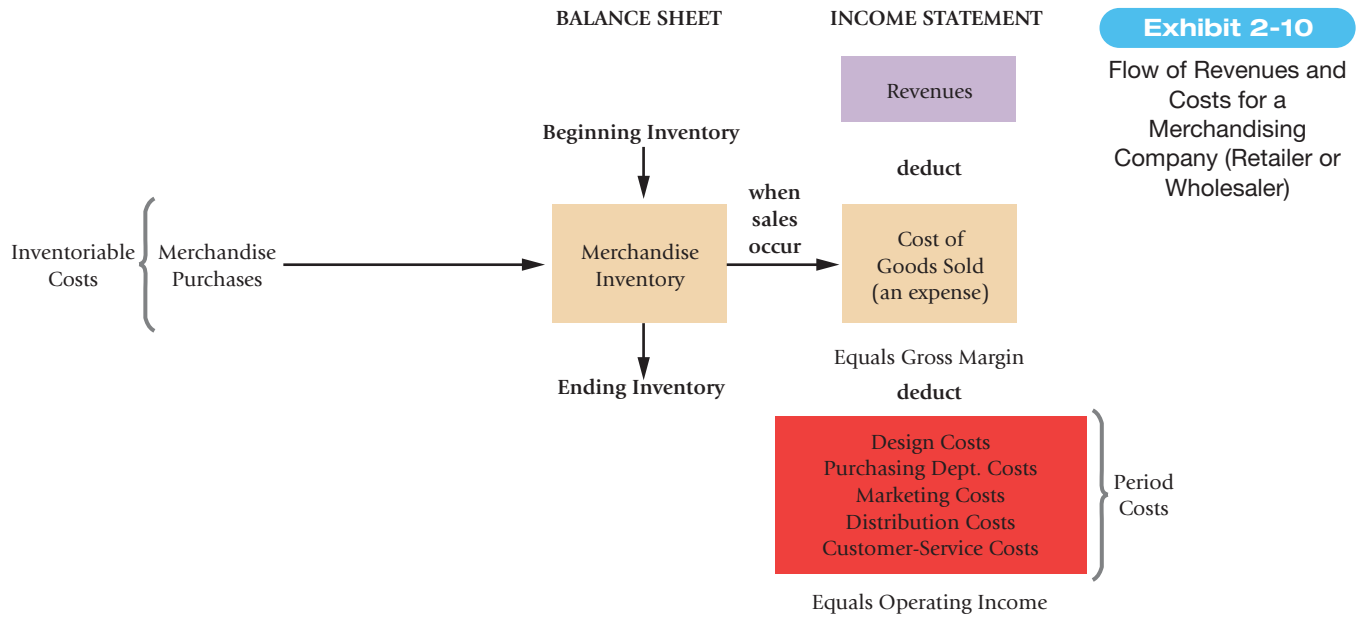 BALANCE SHEET
INCOME STATEMENT
Exhibit 2-10
Flow of Revenues and
Costs for a
Merchandising
Company (Retailer or
Wholesaler)
Revenues
Beginning Inventory
deduct
when
sales
occur
Inventoriable
Costs
Merchandise
Purchases
Merchandise
Inventory
Cost of
Goods Sold
(an expense)
Equals Gross Margin
Ending Inventory
deduct
Design Costs
Purchasing Dept. Costs
Marketing Costs
Distribution Costs
Customer-Service Costs
Period
Costs
Equals Operating Income